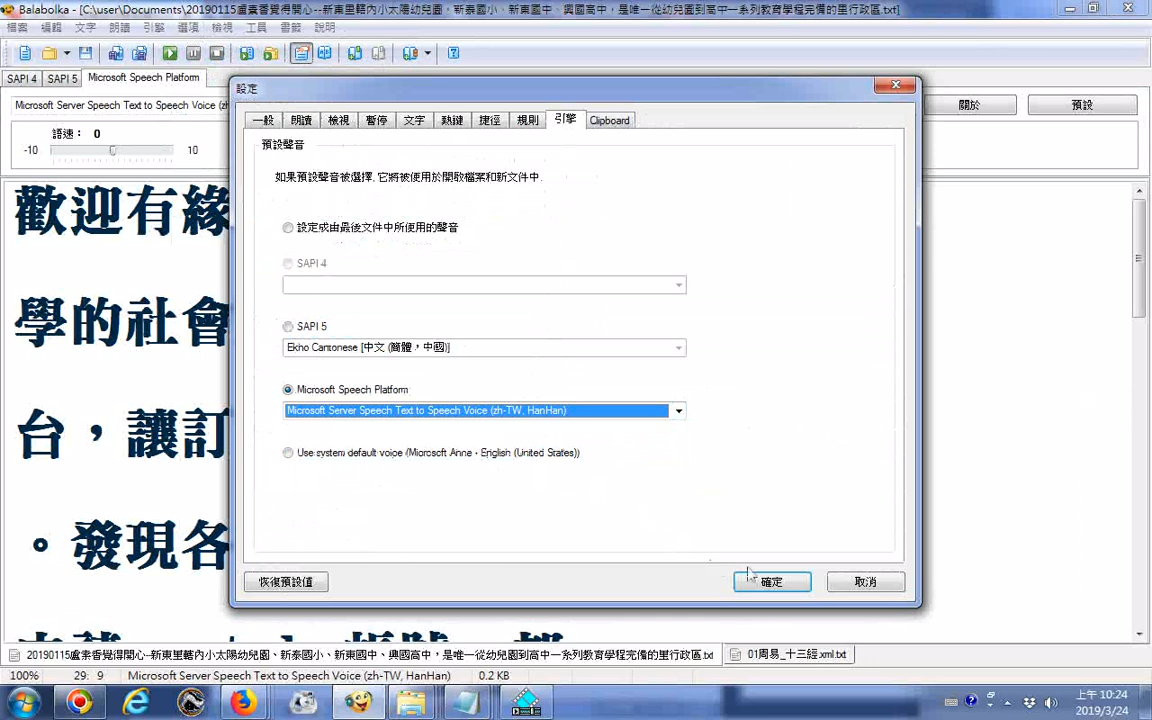 Balabolka - [C:\user\Documents\20190115盧素香覺得開心--新東里轄內小太陽幼兒園、新泰國小、新東國中、興國高中，是唯一從幼兒園到高中一系列教育學程完備的里行政區.txt]
檔案 編輯 文字 朗讀 引擎 選項 檢視 工具 書籤 說明
SAPI 4 SAPI 5 Microsoft Speech Platform
Microsoft Server Speech Text to Speech Voice (zh 關於 預設
語速： 0
-10 10
設定
一般 朗讀 檢視 暫停 文字 熱鍵 捷徑 規則 引擎 Clipboard
預設聲音
如果預設聲音被選擇, 它將被使用於開啟檔案和新文件中.
設定成由最後文件中所使用的聲音
SAPI 4
SAPI 5
Ekho Cantonese [中文 (簡體，中國)]
Microsoft Speech Platform
Microsoft Server Speech Text to Speech Voice (zh-TW, HanHan)
Use system default voice (Microsoft Anna - English (United States))
恢復預設值 確定 取消
歡迎有緣
學的社會
台，讓訂
。發現各
20190115盧素香覺得開心--新東里轄內小太陽幼兒園、新泰國小、新東國中、興國高中，是唯一從幼兒園到高中一系列教育學程完備的里行政區.txt 01周易_十三經.xml.txt
100% 29: 9 Microsoft Server Speech Text to Speech Voice (zh-TW, HanHan) 0.2 KB
上午 10:24
2019/3/24